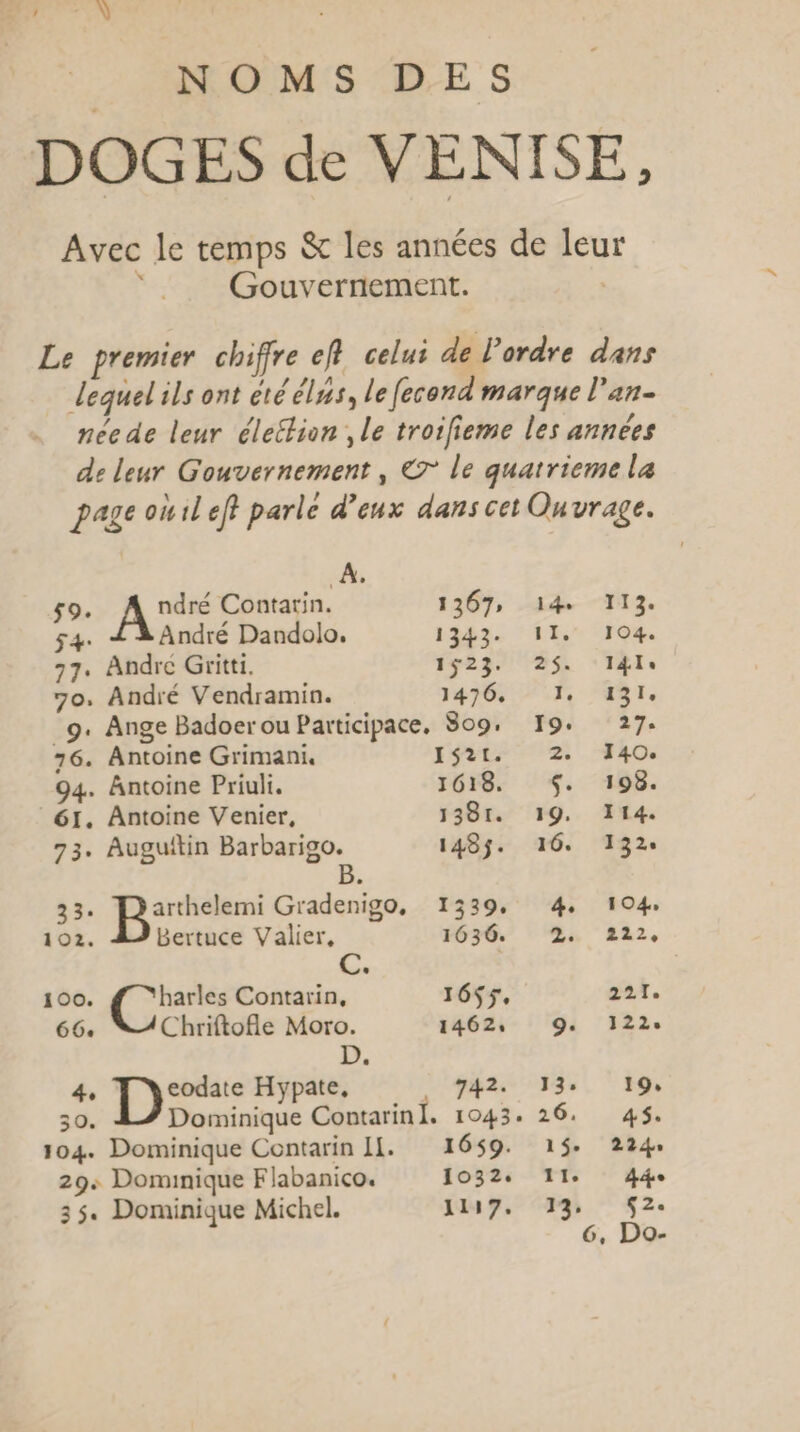 NOMS DES
DOGES de VENISE,
Avec le temps & les années de leur
Gouvernement.
Le premier chiffre eſt celui de l'ordre dans
lequel ils ont été élûs, le ſecond marque l'an-
née de leur élection, le troiſieme les années
de leur Gouvernement, & le quatrieme la
page où il eſt parlé d'eux dans cet Ouvrage.
A.
59. André Contarin. 1367, 14. 113.
54. André Dandolo. 1343. 11. 104.
77. André Gritti. 1523. 25. 141.
70. André Vendramin. 1476. 1. 131.
9. Ange Badoer ou Participace. 809. 19. 27.
76. Antoine Grimani. 1521. 2. 140.
94. Antoine Priuli. 1618. 5. 198.
61. Antoine Venier, 1381. 19. 114.
73. Auguſtin Barbarigo. 1485. 16. 132.
B.
33. Barthelemi Gradenigo, 1339. 4. 104.
102. Bertuce Valier, 1636. 2. 222.
C.
100. Charles Contarin, 1655. 221.
66. Chriſtofle Moro. 1462. 9. 122.
D.
4. Deodate Hypate, 742. 13. 19.
30. Dominique Contarin I. 1043. 26. 45.
104. Dominique Contarin II. 1659. 15. 224.
29. Dominique Flabanico. 1032. 11. 44.
35. Dominique Michel. 1117. 13. 52.
6, Do-